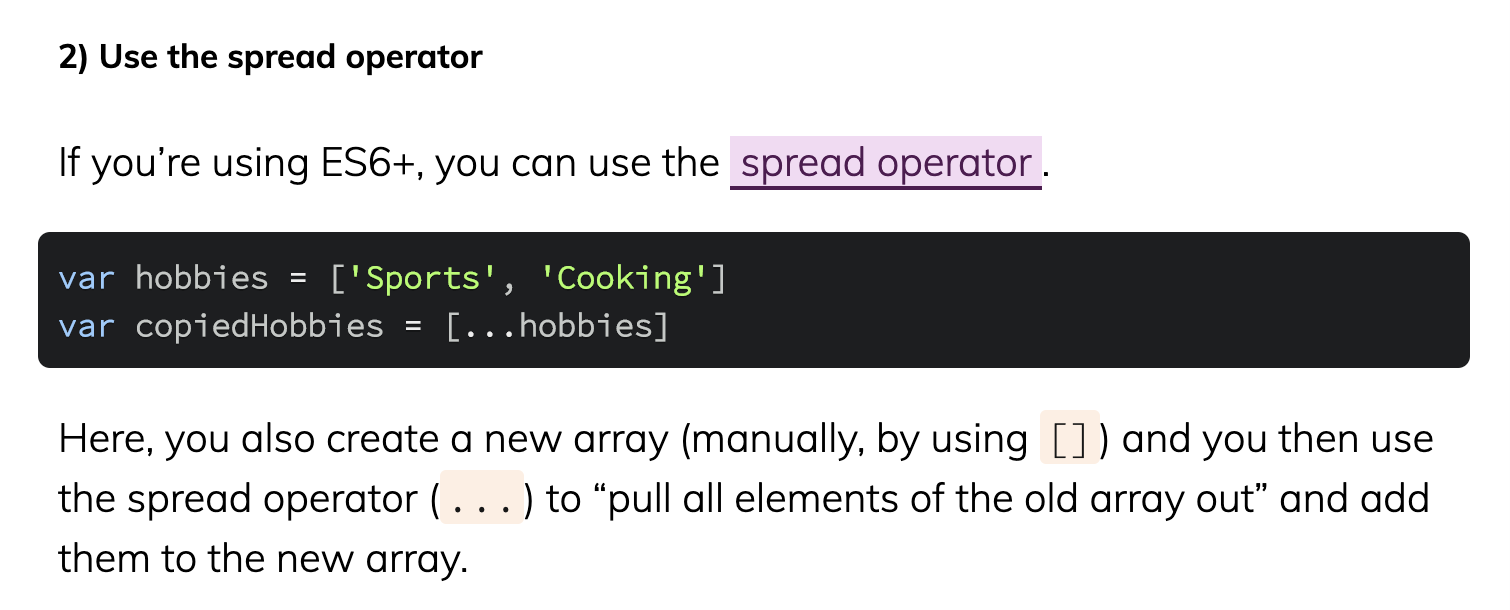 2) Use the spread operator
If you’re using ES6+, you can use the spread operator.
var hobbies = ['Sports', 'Cooking']
var copiedHobbies = [...hobbies]
Here, you also create a new array (manually, by using []) and you then use
the spread operator (...) to “pull all elements of the old array out” and add
them to the new array.